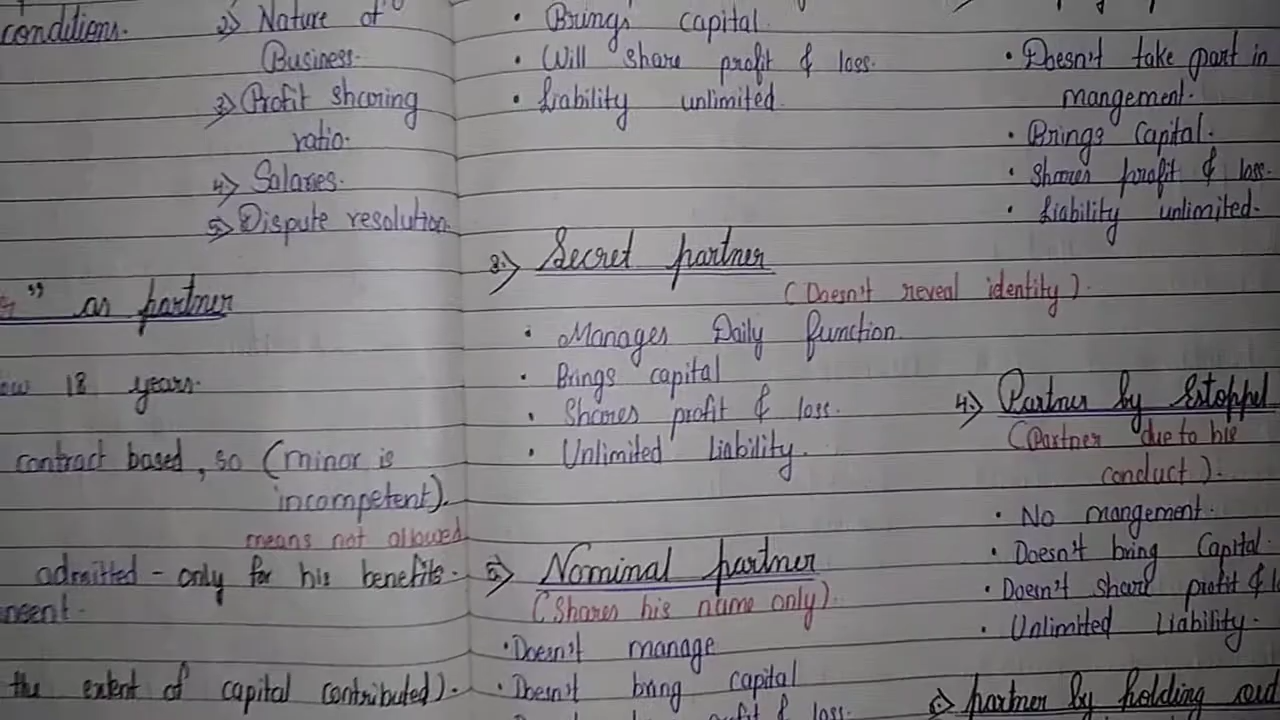 conditions.
2) Nature of
Business.
3) Profit sharing
ratio.
4) Salaries.
5) Dispute resolution.
" as partner
18 years.
contract based, so (minor is
incompetent).
means not allowed
admitted - only for his benefits.
the extent of capital contributed).
• Brings capital
• Will share profit & loss.
• Liability unlimited.
3.) Secret partner
(Doesn't reveal identity).
• Manages Daily function.
• Brings capital
• Shares profit & loss.
• Unlimited Liability.
5) Nominal partner
(Shares his name only)
• Doesn't manage
• Doesn't bring capital
& loss.
• Doesn't take part in
mangement.
• Brings Capital.
• Shares profit & loss.
• Liability unlimited.
4.) Partner by Estoppel
(Partner due to his
conduct).
• No mangement.
• Doesn't bring Capital.
• Doesn't share profit &
• Unlimited Liability.
partner by holding out